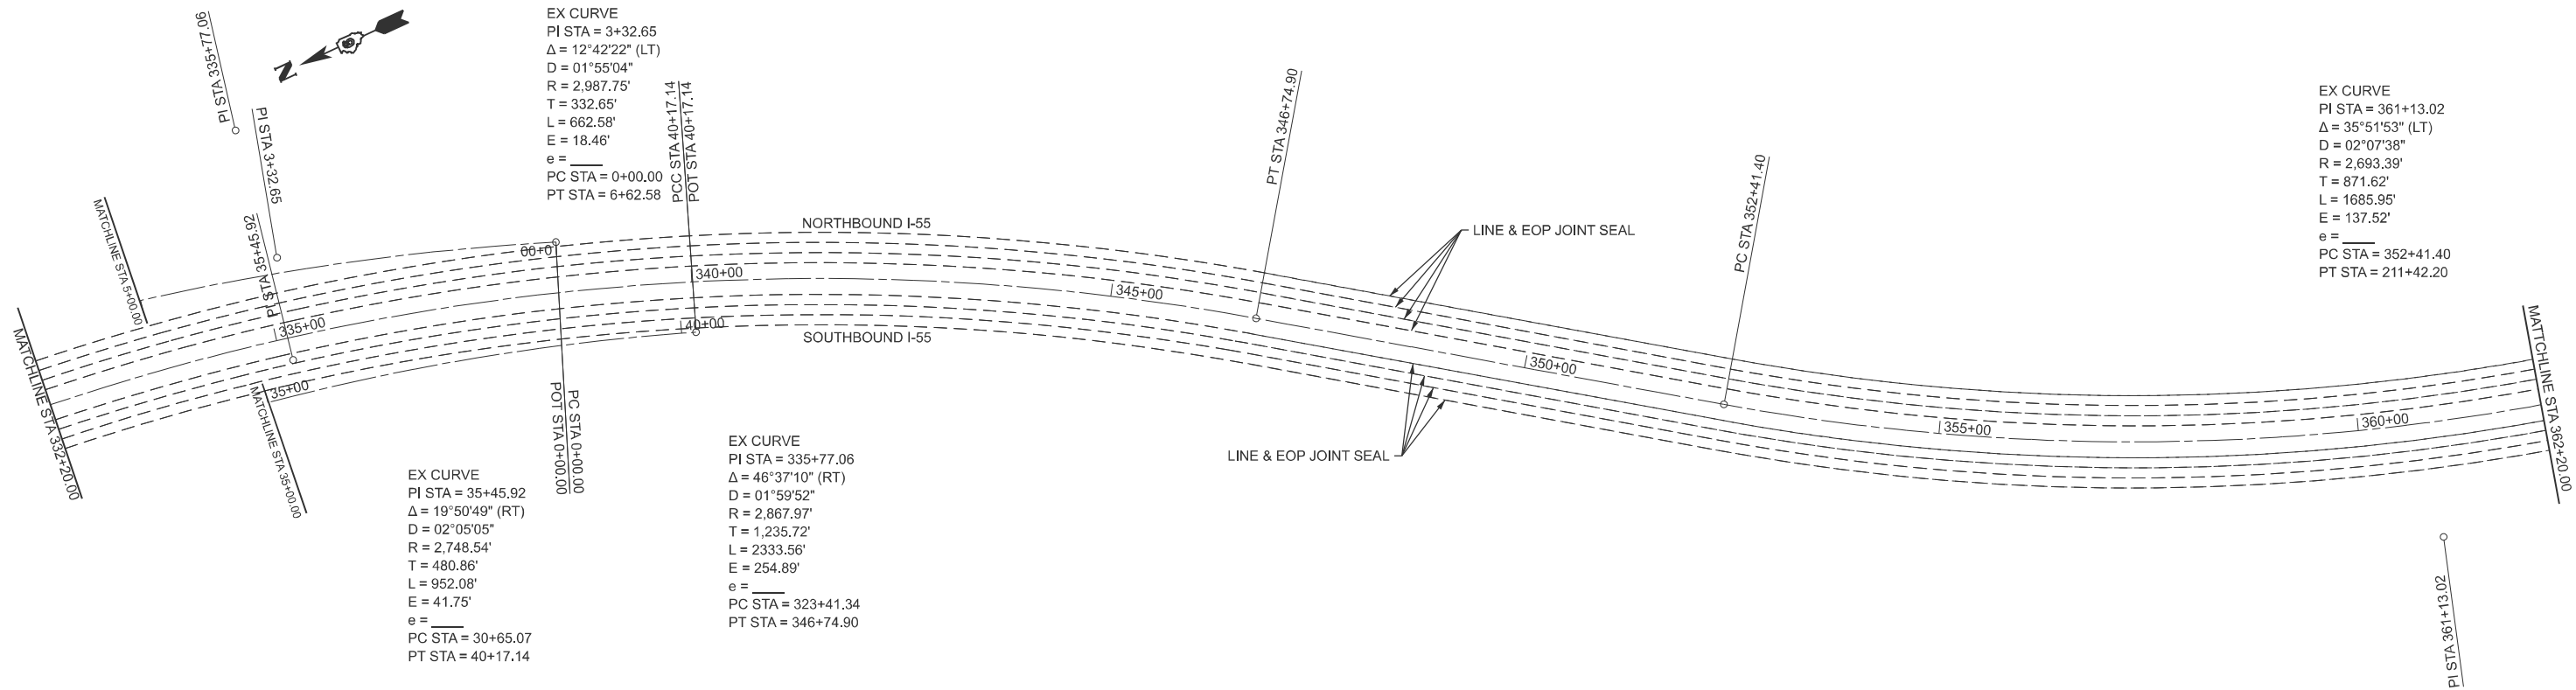 PI STA 335+77.06
N
EX CURVE
PI STA = 3+32.65
Δ = 12°42'22" (LT)
D = 01°55'04"
R = 2,987.75'
T = 332.65'
L = 662.58'
E = 18.46'
e = ____
PC STA = 0+00.00
PT STA = 6+62.58
PCC STA 40+17.14
POT STA 40+17.14
PT STA 346+74.90
PC STA 352+41.40
EX CURVE
PI STA = 361+13.02
Δ = 35°51'53" (LT)
D = 02°07'38"
R = 2,693.39'
T = 871.62'
L = 1685.95'
E = 137.52'
e = ____
PC STA = 352+41.40
PT STA = 211+42.20
PI STA 3+32.65
PI STA 35+45.92
MATCHLINE STA 5+00.00
NORTHBOUND I-55
LINE & EOP JOINT SEAL
00+0
340+00
345+00
335+00
40+00
SOUTHBOUND I-55
MATCHLINE STA 332+20.00
35+00
MATCHLINE STA 35+00.00
POT STA 0+00.00
PC STA 0+00.00
350+00
355+00
360+00
MATTCHLINE STA 362+20.00
LINE & EOP JOINT SEAL
EX CURVE
PI STA = 35+45.92
Δ = 19°50'49" (RT)
D = 02°05'05"
R = 2,748.54'
T = 480.86'
L = 952.08'
E = 41.75'
e = ____
PC STA = 30+65.07
PT STA = 40+17.14
EX CURVE
PI STA = 335+77.06
Δ = 46°37'10" (RT)
D = 01°59'52"
R = 2,867.97'
T = 1,235.72'
L = 2333.56'
E = 254.89'
e = ____
PC STA = 323+41.34
PT STA = 346+74.90
PI STA 361+13.02